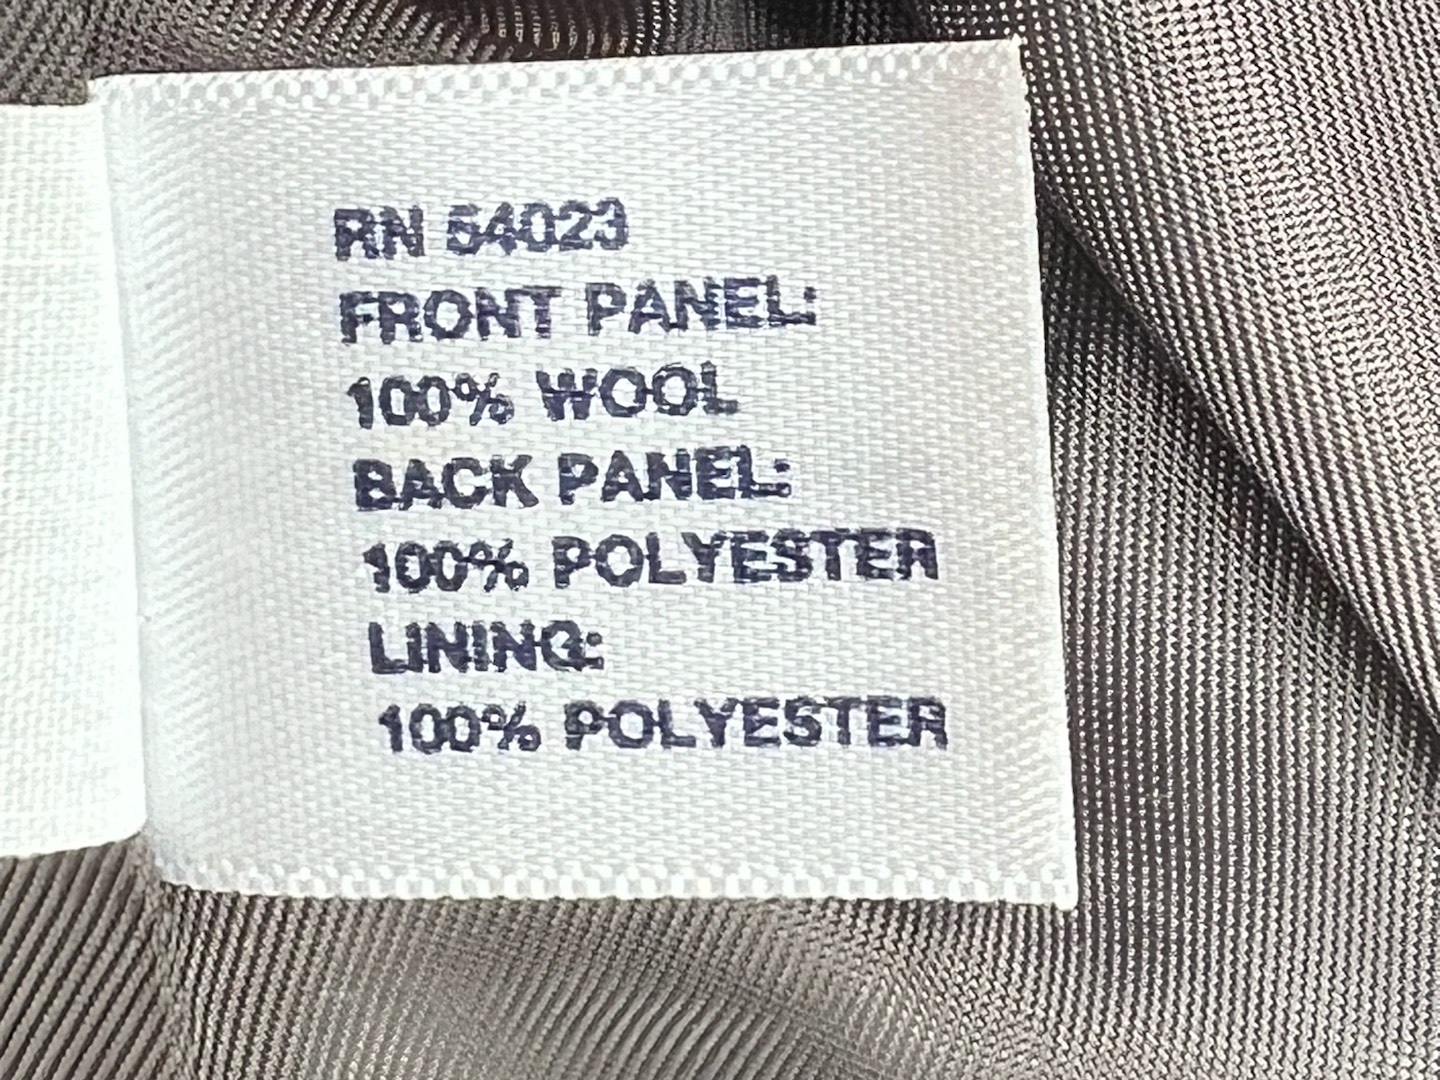 RN 54023
FRONT PANEL:
100% WOOL
BACK PANEL:
100% POLYESTER
LINING:
100% POLYESTER